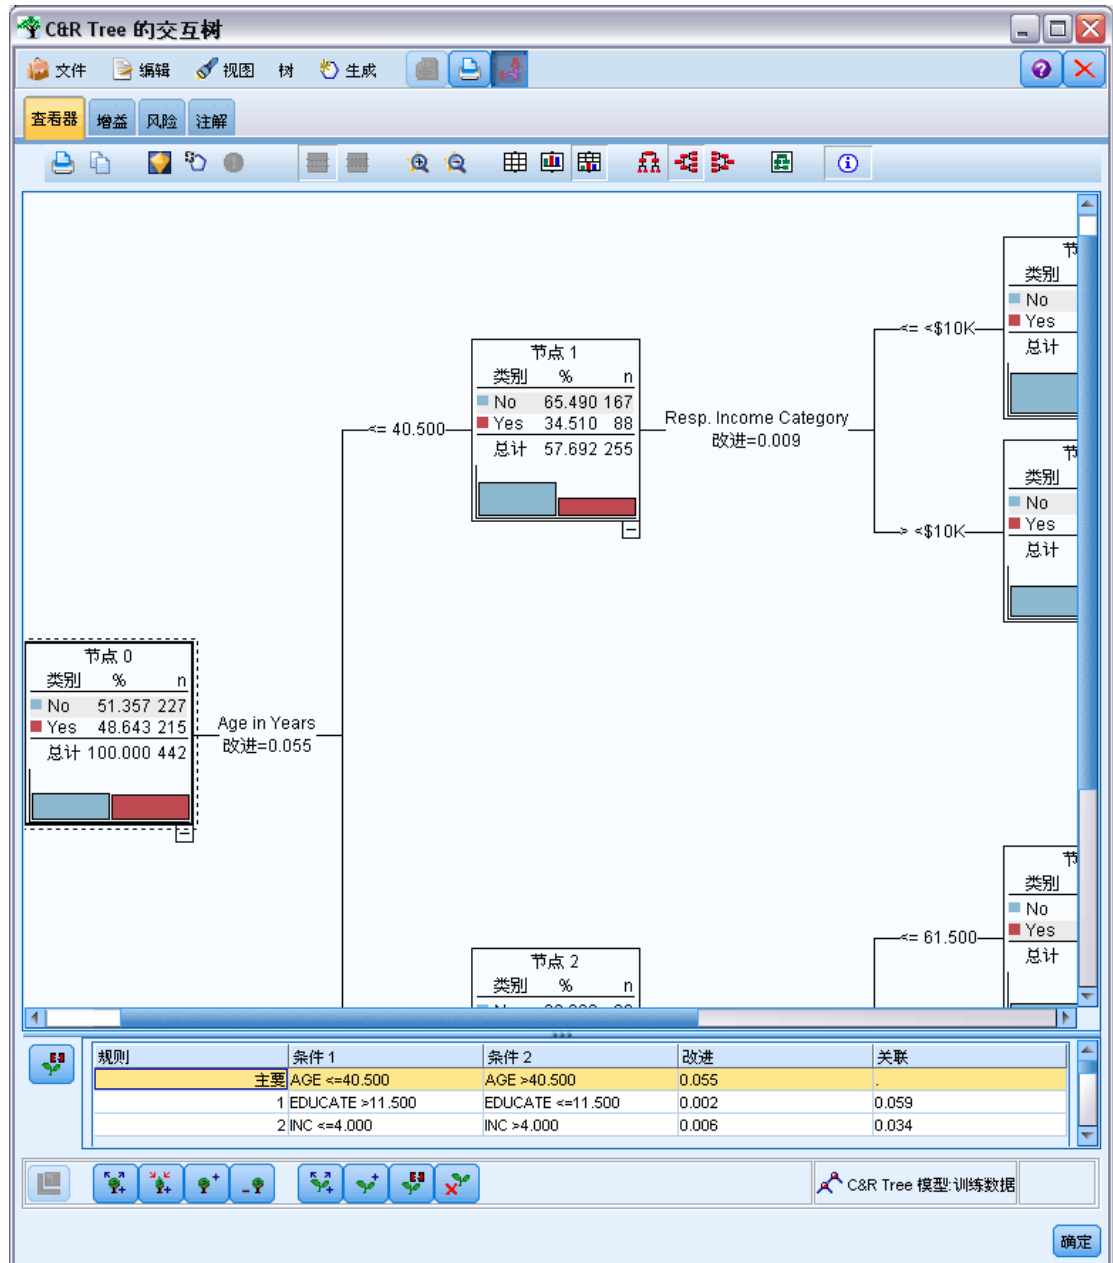 C&R Tree 的交互树
文件 编辑 视图 树 生成
查看器 增益 风险 注解
节
类别
No
Yes
总计
<= <$10K
节点 1
类别 % n
No 65.490 167
Yes 34.510 88
总计 57.692 255
<= 40.500
Resp. Income Category
改进=0.009
节
类别
No
Yes
总计
> <$10K
节点 0
类别 % n
No 51.357 227
Yes 48.643 215
总计 100.000 442
Age in Years
改进=0.055
节
类别
No
Yes
总计
<= 61.500
节点 2
类别 % n
规则 条件 1 条件 2 改进 关联
主要 AGE <=40.500 AGE >40.500 0.055 .
1 EDUCATE >11.500 EDUCATE <=11.500 0.002 0.059
2 INC <=4.000 INC >4.000 0.006 0.034
C&R Tree 模型:训练数据
确定